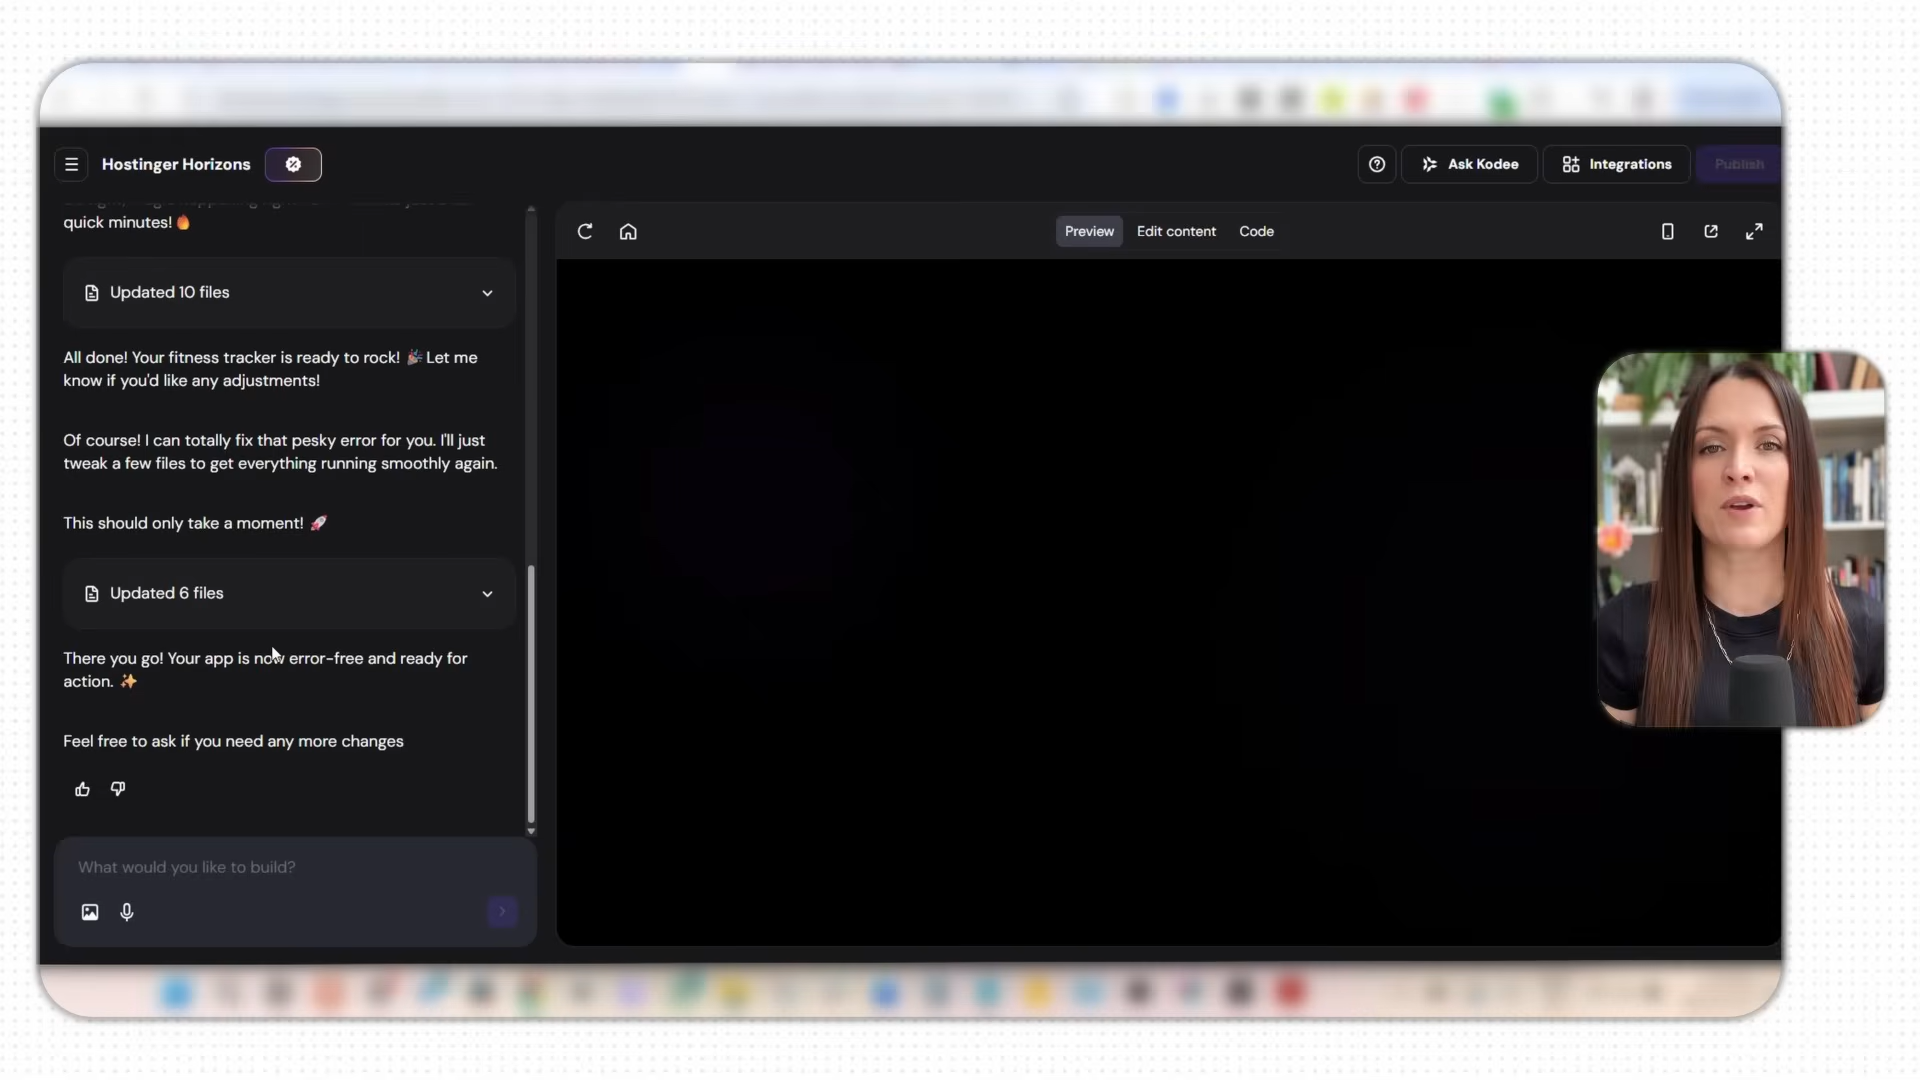 Hostinger Horizons
Ask Kodee
Integrations
Publish
quick minutes! 🔥
Updated 10 files
All done! Your fitness tracker is ready to rock! 🎉 Let me
know if you'd like any adjustments!
Of course! I can totally fix that pesky error for you. I'll just
tweak a few files to get everything running smoothly again.
This should only take a moment! 🚀
Updated 6 files
There you go! Your app is now error-free and ready for
action. ✨
Feel free to ask if you need any more changes
What would you like to build?
Preview
Edit content
Code